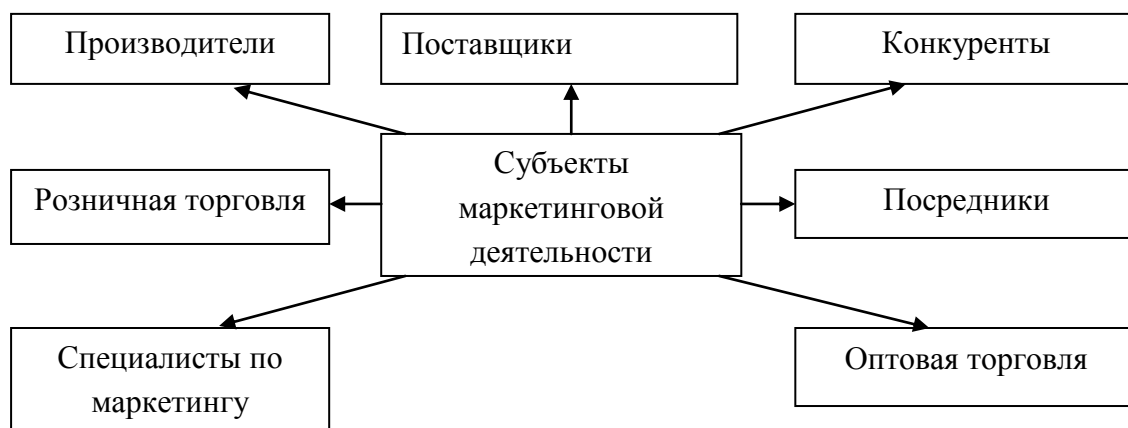 Производители
Поставщики
Конкуренты
Субъекты
маркетинговой
деятельности
Розничная торговля
Посредники
Специалисты по
маркетингу
Оптовая торговля